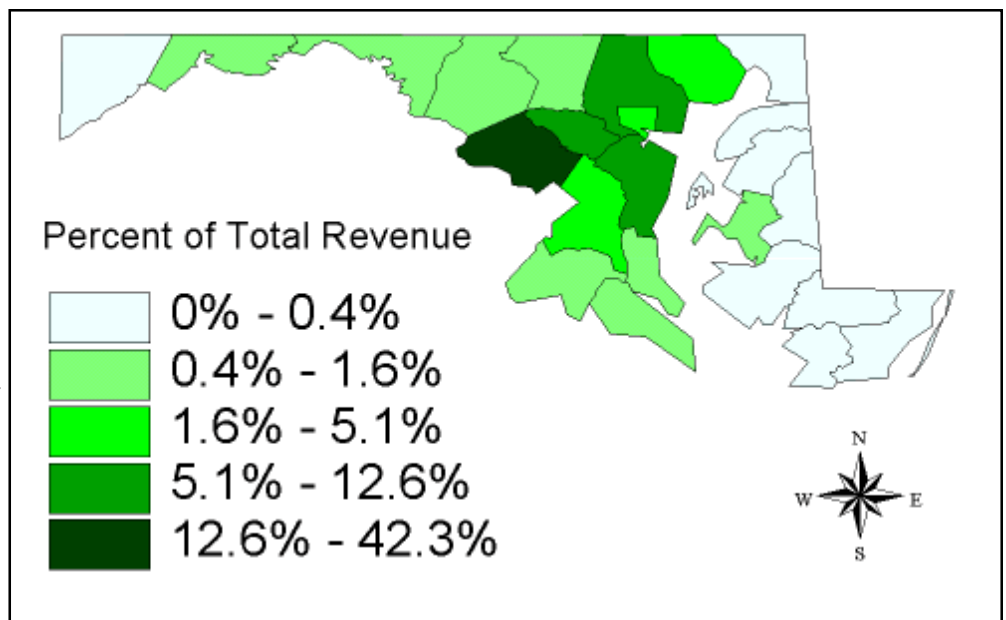 Percent of Total Revenue
0% - 0.4%
0.4% - 1.6%
1.6% - 5.1%
5.1% - 12.6%
12.6% - 42.3%
N
W E
S